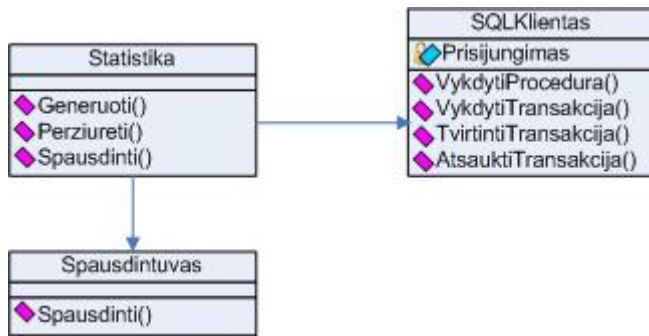 Statistika
Generuoti()
Perziureti()
Spausdinti()
SQLKlientas
Prisijungimas
VykdytiProcedura()
VykdytiTransakcija()
TvirtintiTransakcija()
AtsauktiTransakcija()
Spausdintuvas
Spausdinti()